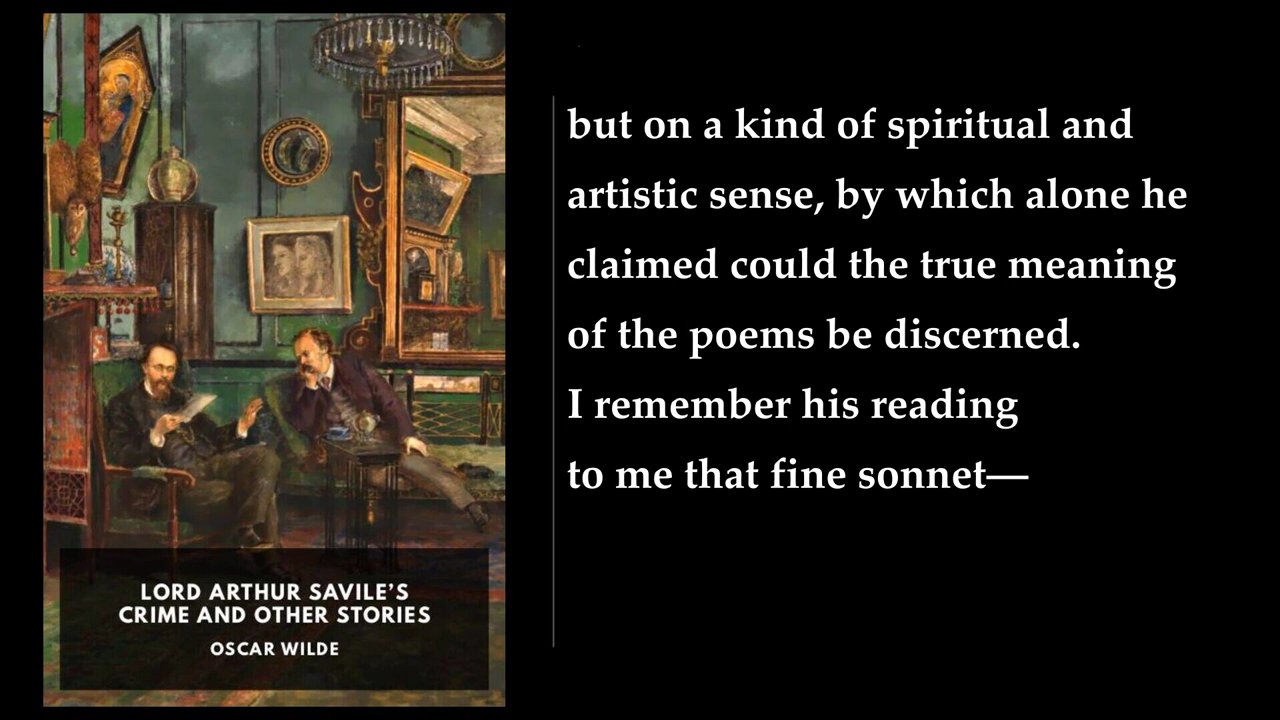 LORD ARTHUR SAVILE’S
CRIME AND OTHER STORIES
OSCAR WILDE
but on a kind of spiritual and
artistic sense, by which alone he
claimed could the true meaning
of the poems be discerned.
I remember his reading
to me that fine sonnet—